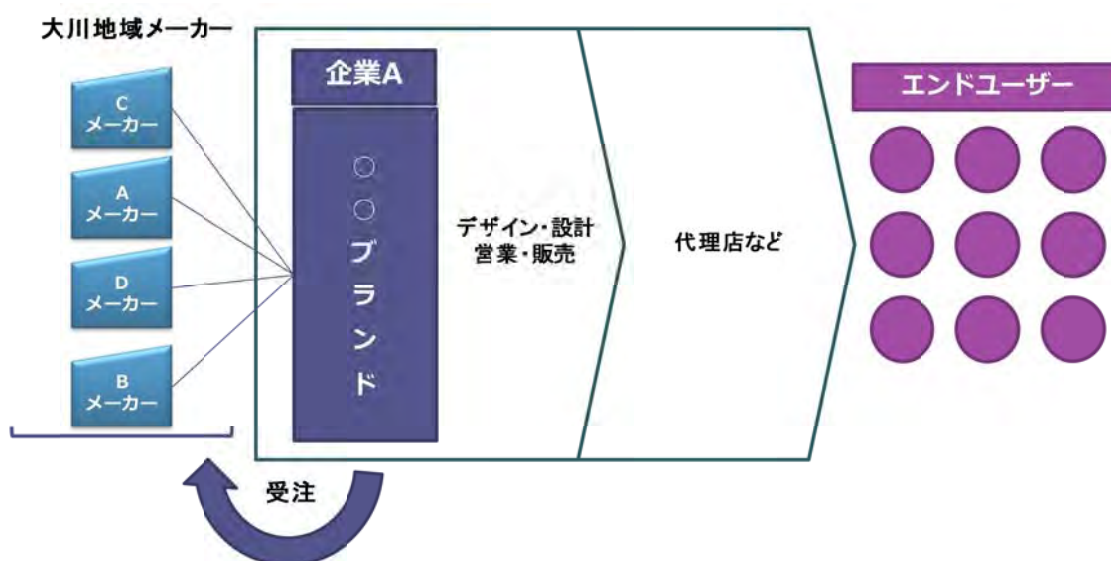 大川地域メーカー
C
メーカー
A
メーカー
D
メーカー
B
メーカー
企業A
○○ブランド
デザイン・設計
営業・販売
代理店など
エンドユーザー
受注